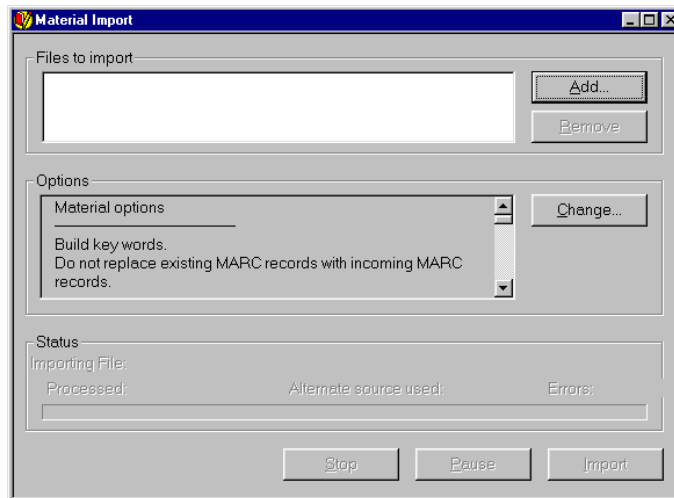 Material Import
Files to import
Add...
Remove
Options
Material options
Change...
Build key words.
Do not replace existing MARC records with incoming MARC
records.
Status
Importing File:
Processed: Alternate source used: Errors:
Stop Pause Import